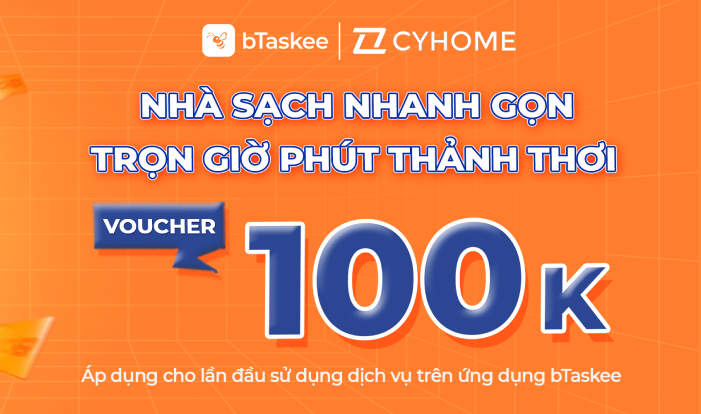 bTaskee | CYHOME
NHÀ SẠCH NHANH GỌN
TRỌN GIỜ PHÚT THẢNH THƠI
VOUCHER
100K
Áp dụng cho lần đầu sử dụng dịch vụ trên ứng dụng bTaskee